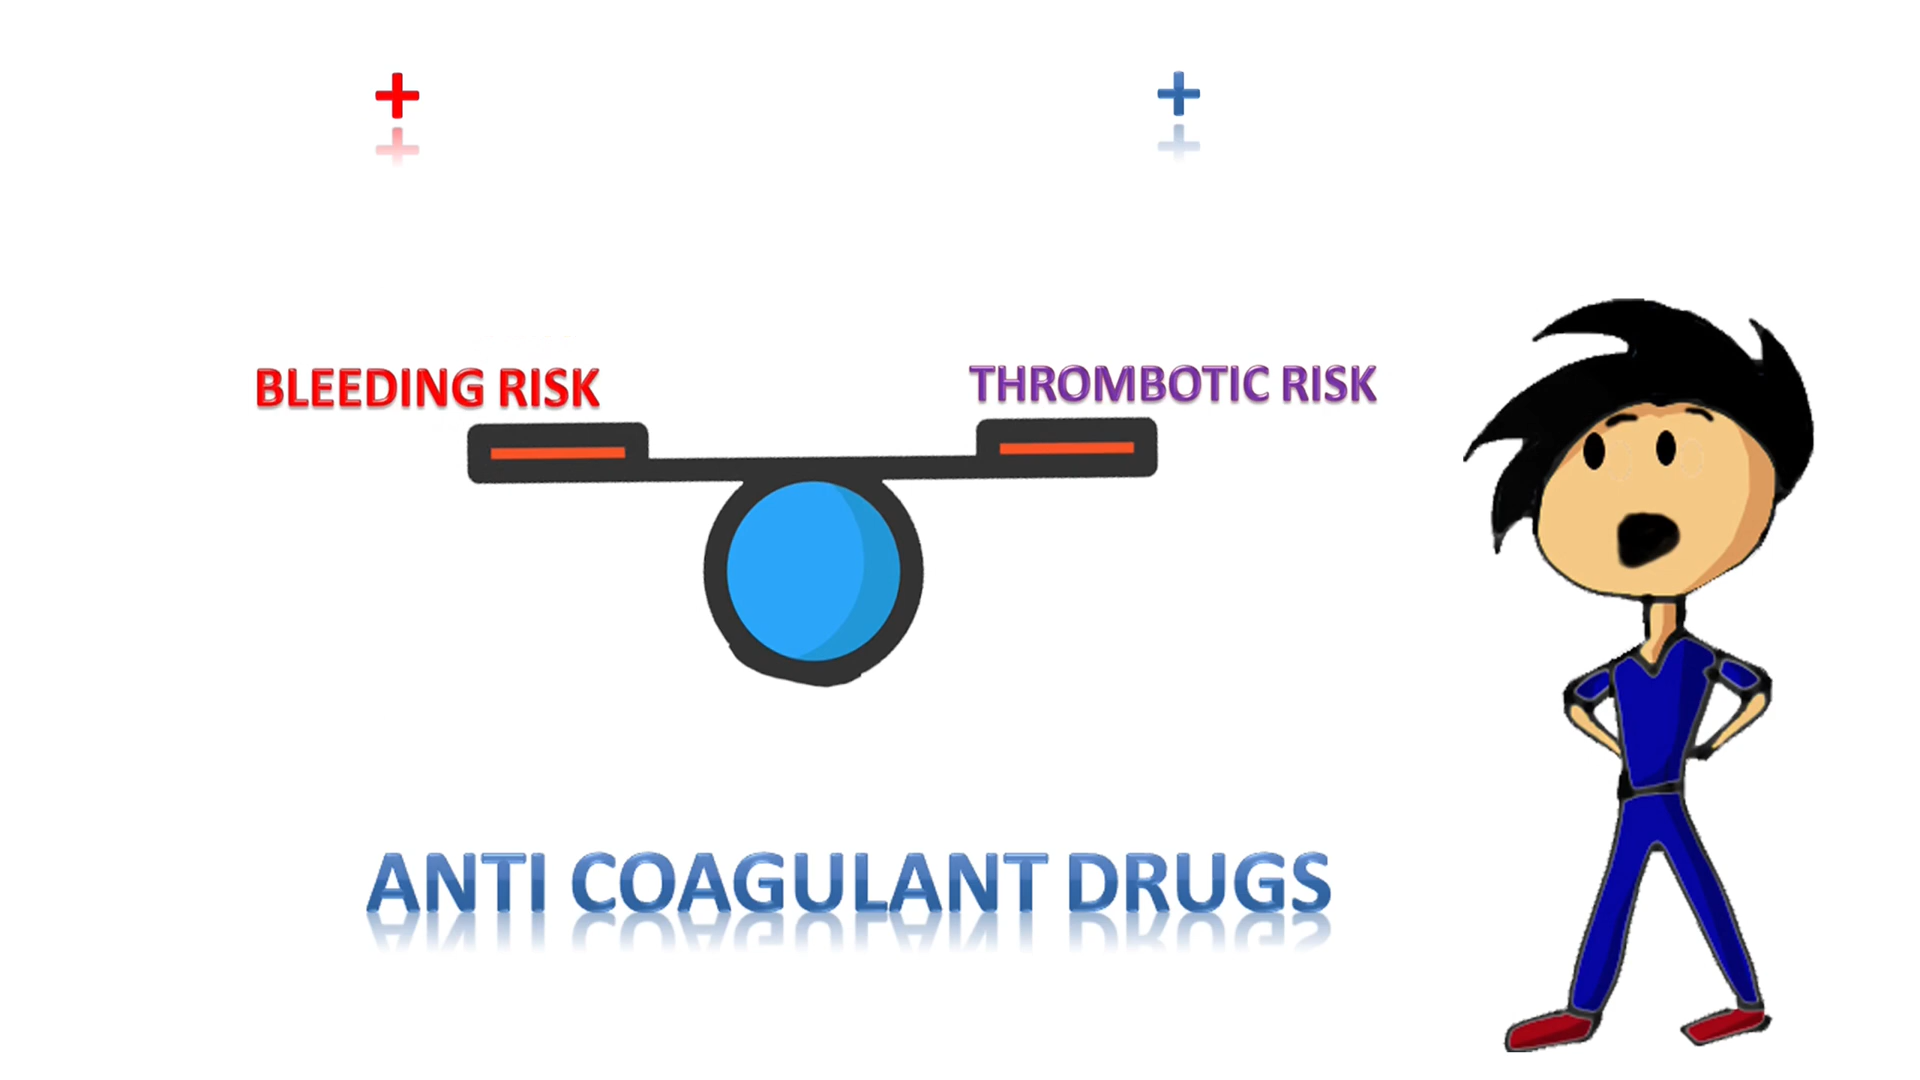 + +
BLEEDING RISK THROMBOTIC RISK
ANTI COAGULANT DRUGS